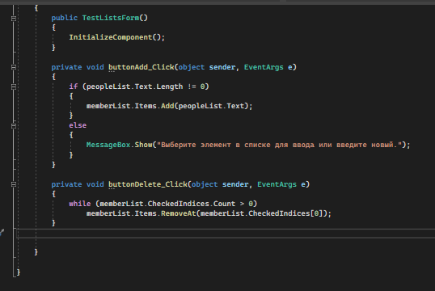 {
public TestListsForm()
{
InitializeComponent();
}
private void buttonAdd_Click(object sender, EventArgs e)
{
if (peopleList.Text.Length != 0)
{
memberList.Items.Add(peopleList.Text);
}
else
{
MessageBox.Show("Выберите элемент в списке для ввода или введите новый.");
}
}
private void buttonDelete_Click(object sender, EventArgs e)
{
while (memberList.CheckedIndices.Count > 0)
memberList.Items.RemoveAt(memberList.CheckedIndices[0]);
}
}
}